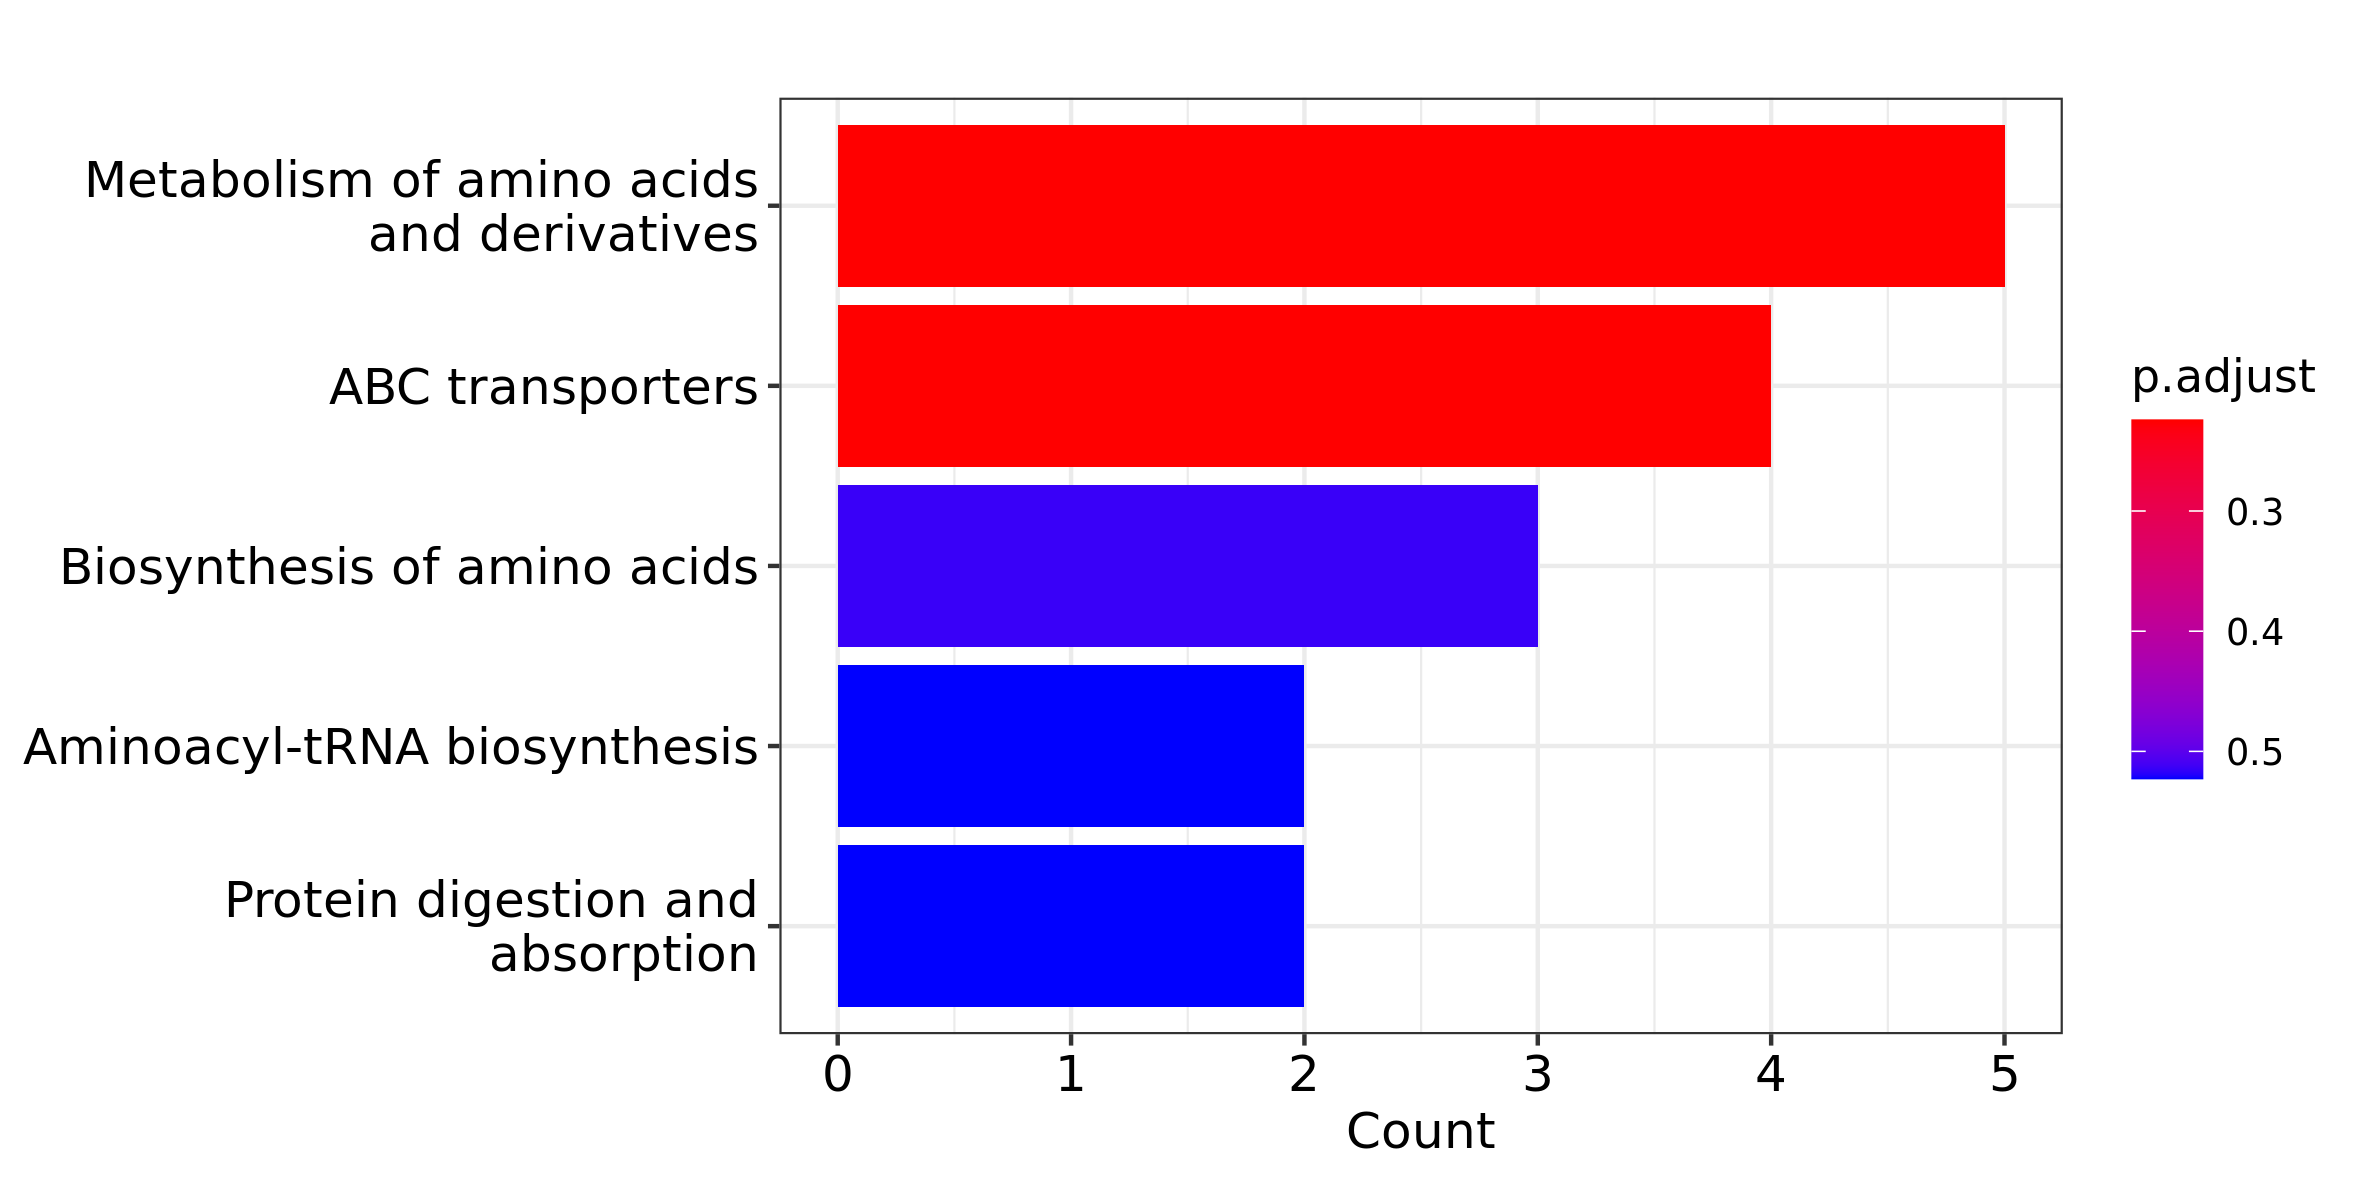 Metabolism of amino acids
and derivatives
ABC transporters
Biosynthesis of amino acids
Aminoacyl-tRNA biosynthesis
Protein digestion and
absorption
0 1 2 3 4 5
Count
p.adjust
0.3
0.4
0.5